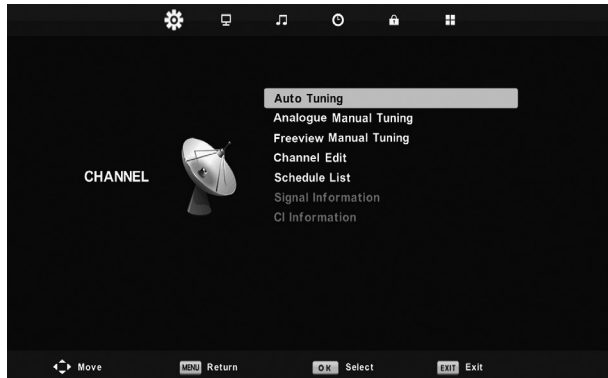 Auto Tuning
Analogue Manual Tuning
Freeview Manual Tuning
CHANNEL
Channel Edit
Schedule List
Signal Information
CI Information
Move
MENU Return
OK Select
EXIT Exit